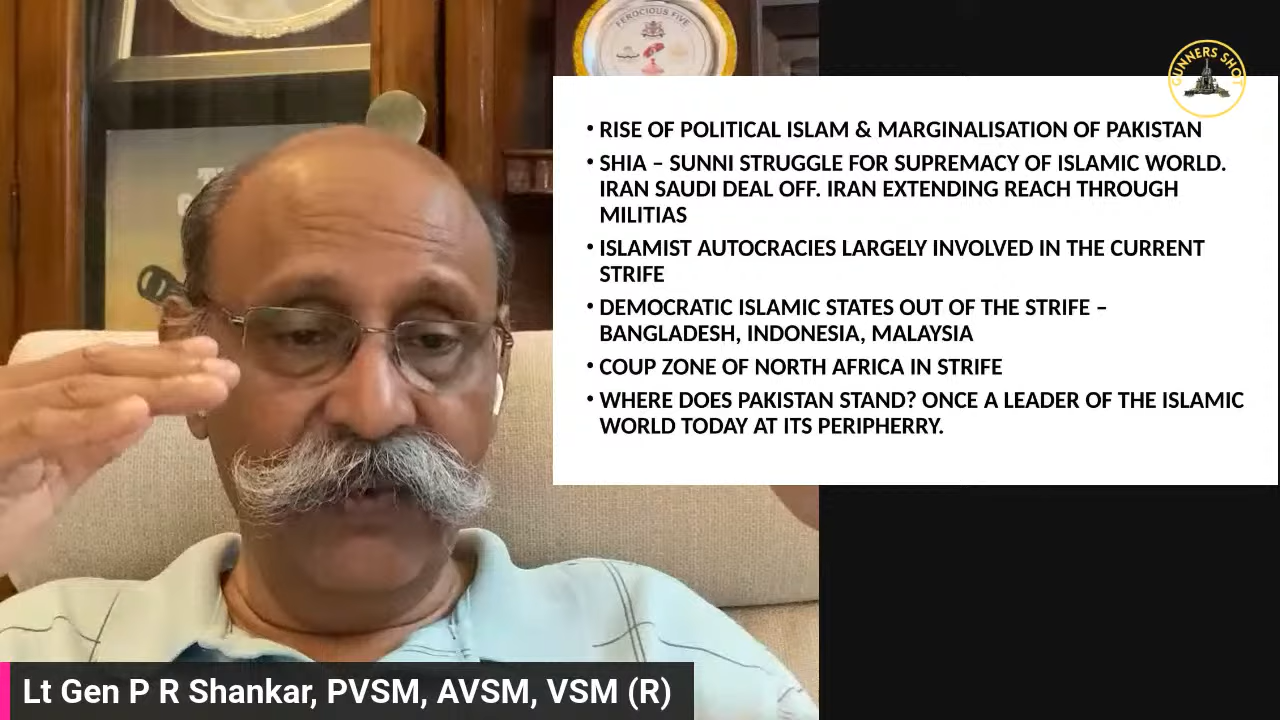 FEROCIOUS FIVE
GUNNERS SHOT
• RISE OF POLITICAL ISLAM & MARGINALISATION OF PAKISTAN
• SHIA – SUNNI STRUGGLE FOR SUPREMACY OF ISLAMIC WORLD.
IRAN SAUDI DEAL OFF. IRAN EXTENDING REACH THROUGH
MILITIAS
• ISLAMIST AUTOCRACIES LARGELY INVOLVED IN THE CURRENT
STRIFE
• DEMOCRATIC ISLAMIC STATES OUT OF THE STRIFE –
BANGLADESH, INDONESIA, MALAYSIA
• COUP ZONE OF NORTH AFRICA IN STRIFE
• WHERE DOES PAKISTAN STAND? ONCE A LEADER OF THE ISLAMIC
WORLD TODAY AT ITS PERIPHERRY.
Lt Gen P R Shankar, PVSM, AVSM, VSM (R)